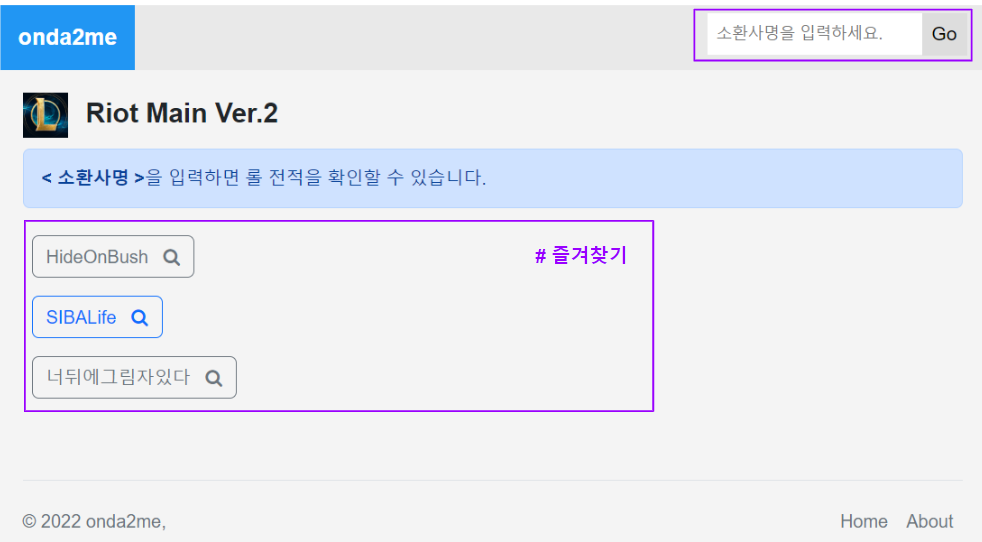 onda2me
소환사명을 입력하세요. Go
Riot Main Ver.2
< 소환사명 >을 입력하면 롤 전적을 확인할 수 있습니다.
HideOnBush
# 즐겨찾기
SIBALife
너뒤에그림자있다
© 2022 onda2me,
Home About